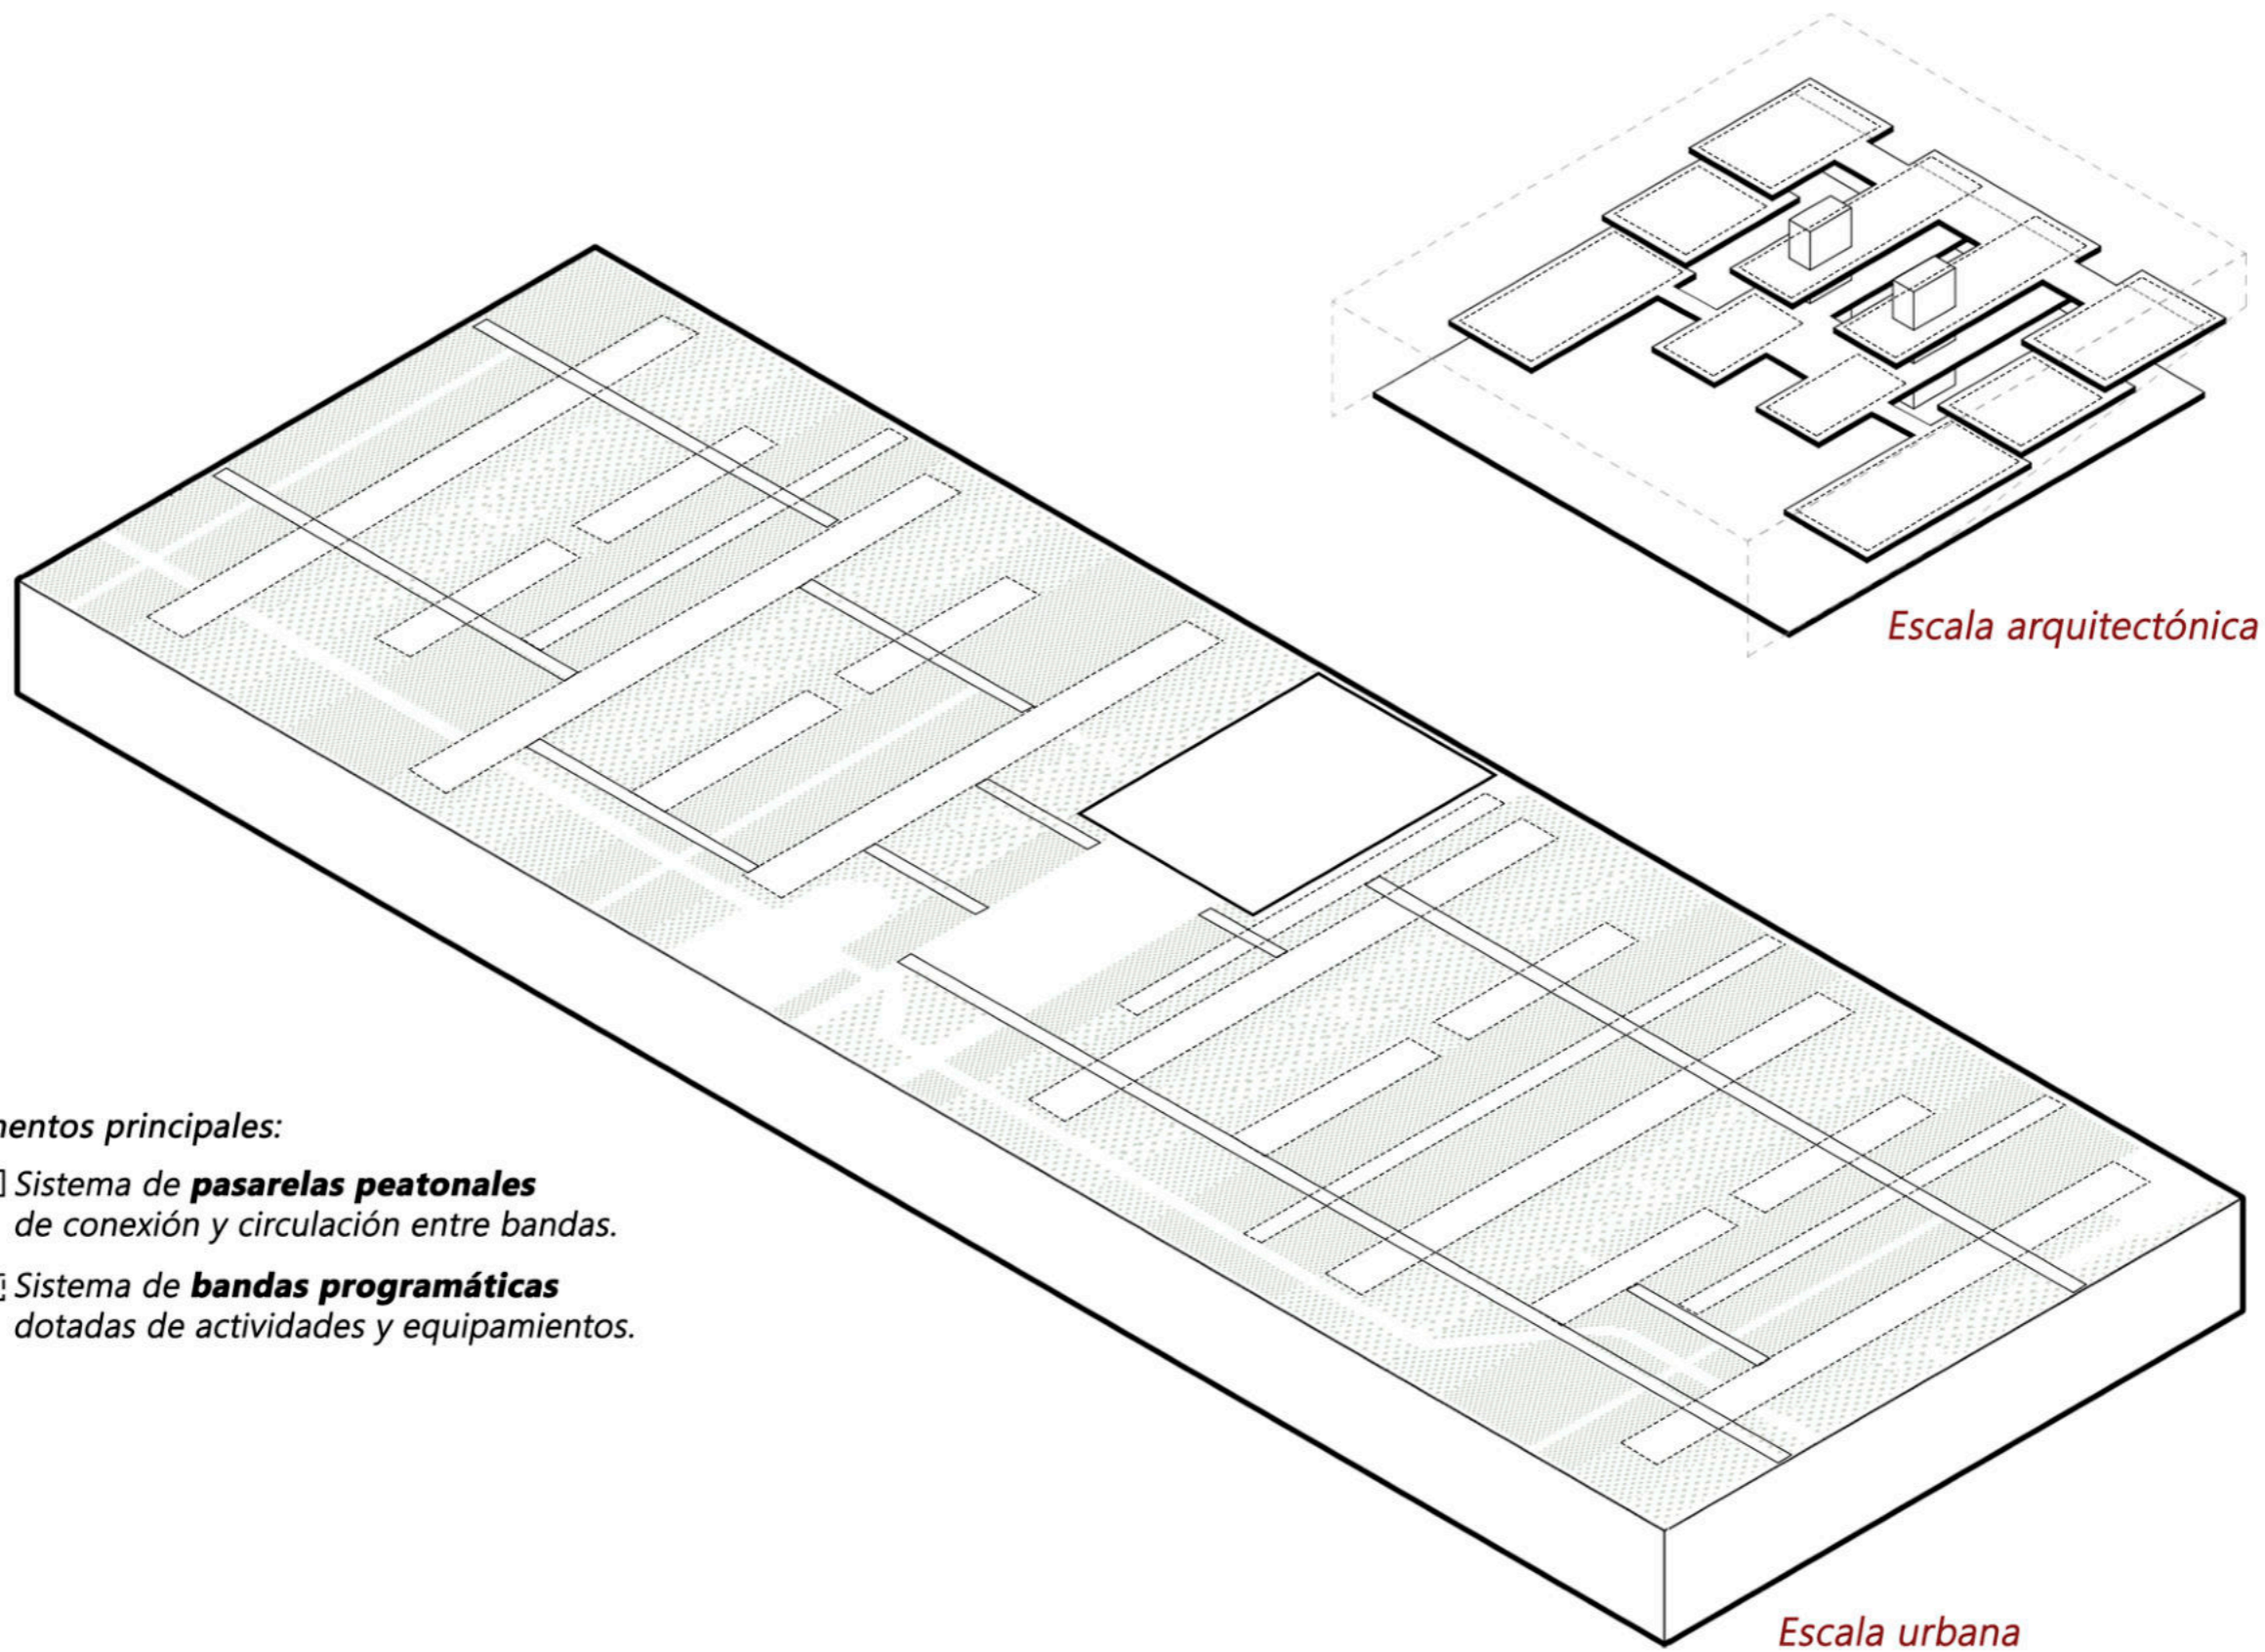 Escala arquitectónica
mentos principales:
Sistema de pasarelas peatonales
de conexión y circulación entre bandas.
Sistema de bandas programáticas
dotadas de actividades y equipamientos.
Escala urbana